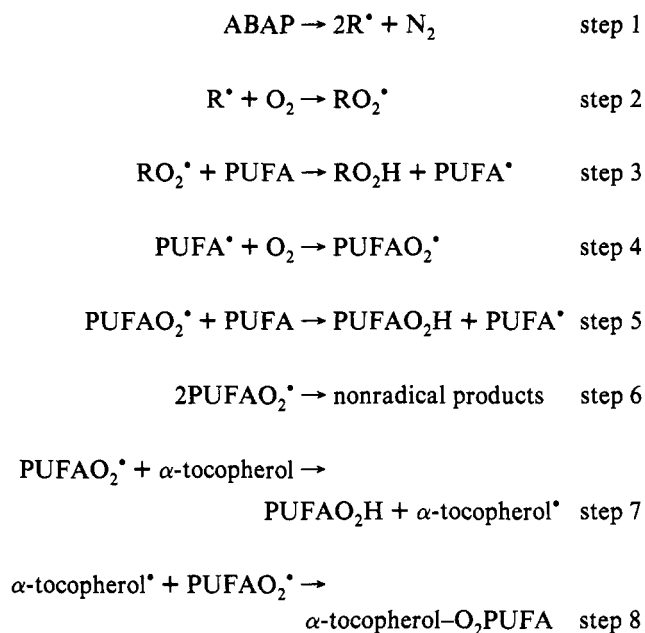 ABAP → 2R• + N₂ step 1
R• + O₂ → RO₂• step 2
RO₂• + PUFA → RO₂H + PUFA• step 3
PUFA• + O₂ → PUFAO₂• step 4
PUFAO₂• + PUFA → PUFAO₂H + PUFA• step 5
2PUFAO₂• → nonradical products step 6
PUFAO₂• + α-tocopherol →
PUFAO₂H + α-tocopherol• step 7
α-tocopherol• + PUFAO₂• →
α-tocopherol–O₂PUFA step 8